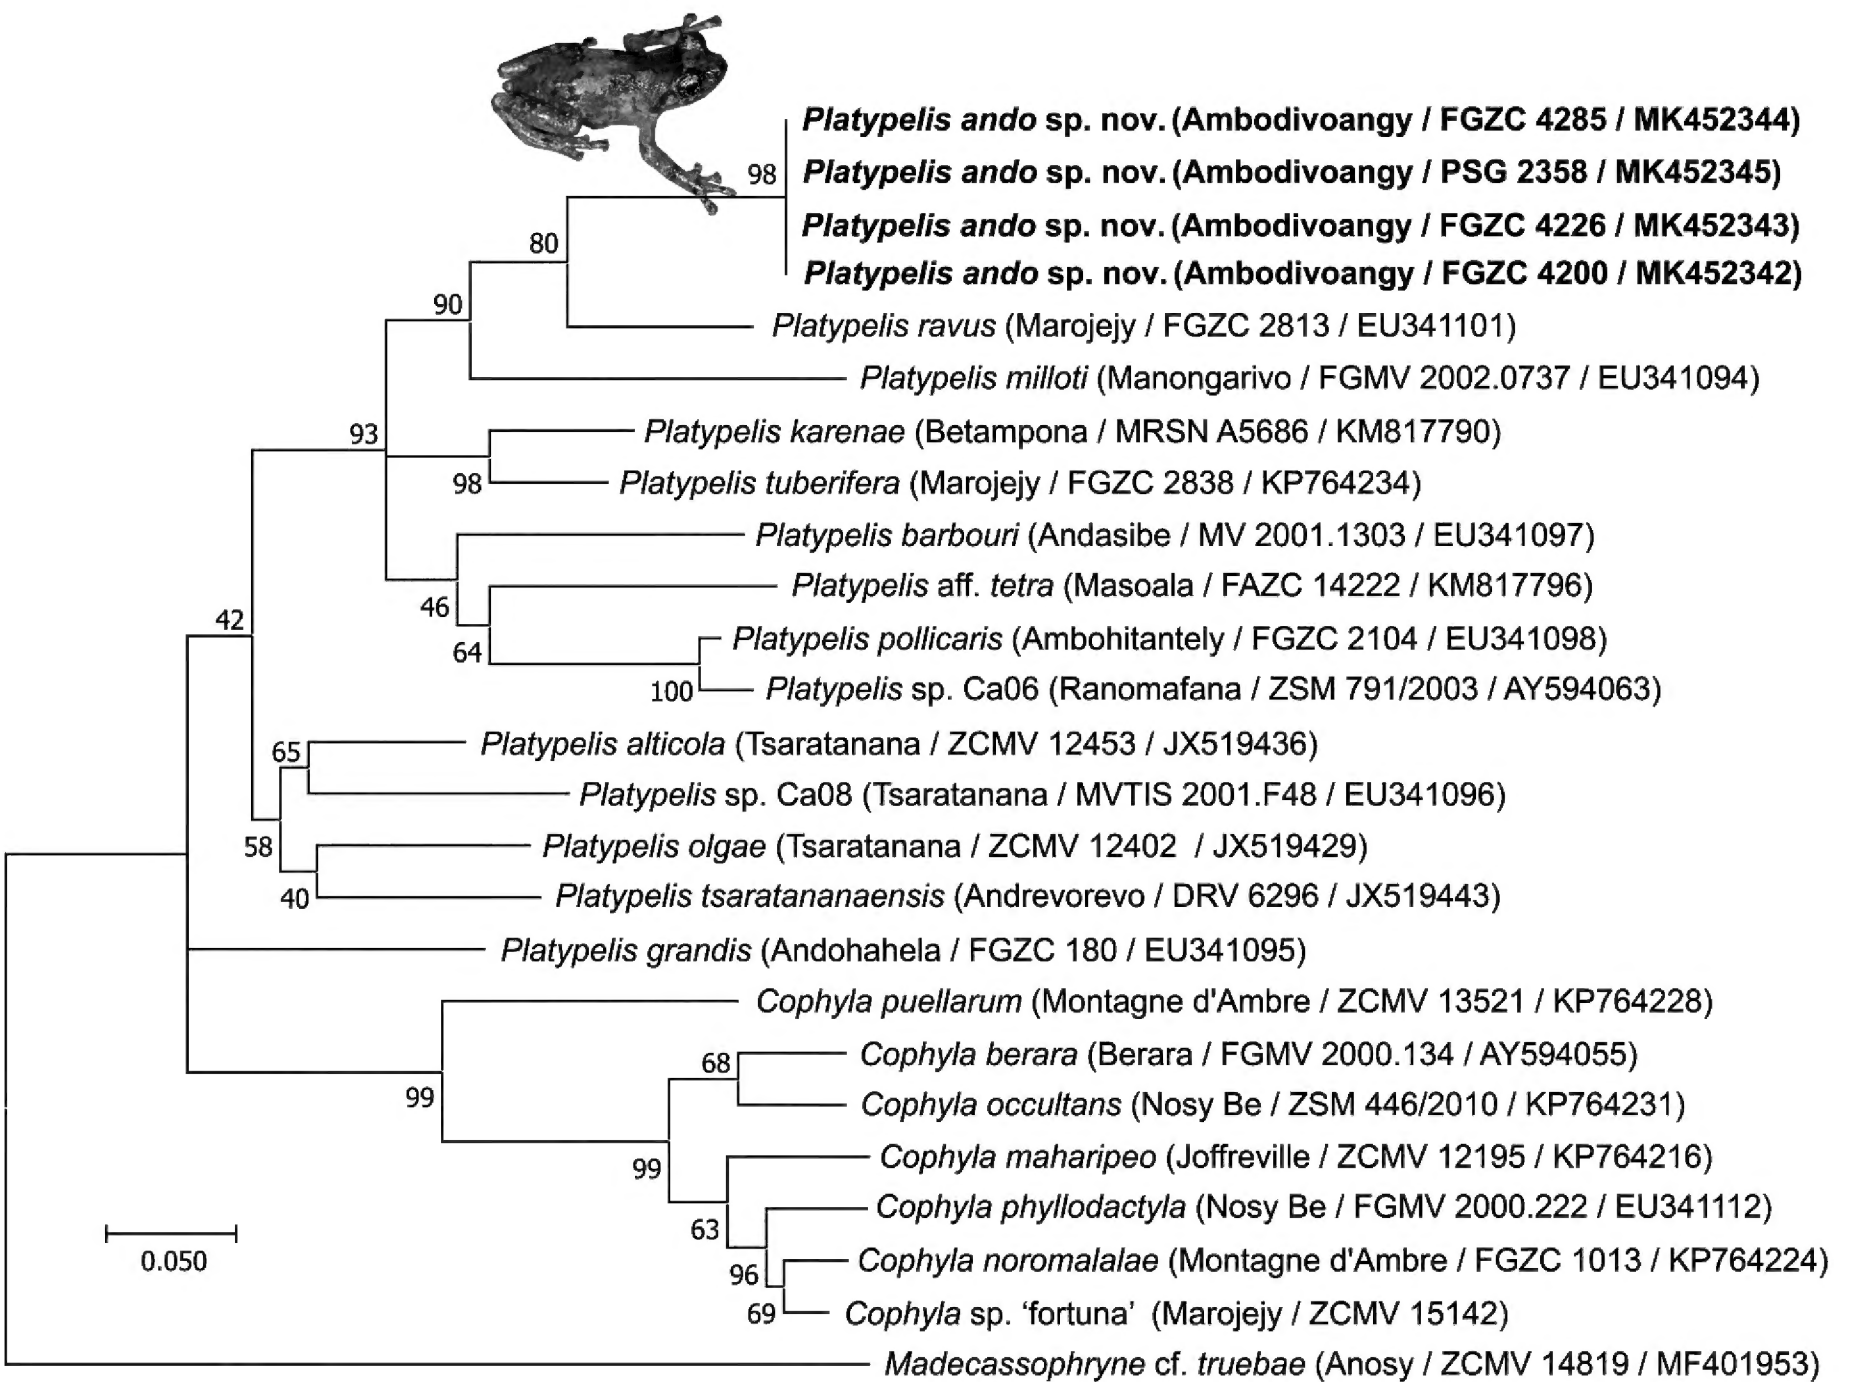 Platypelis ando sp. nov. (Ambodivoangy / FGZC 4285 / MK452344)
98
Platypelis ando sp. nov. (Ambodivoangy / PSG 2358 / MK452345)
Platypelis ando sp. nov. (Ambodivoangy / FGZC 4226 / MK452343)
80
Platypelis ando sp. nov. (Ambodivoangy / FGZC 4200 / MK452342)
90
Platypelis ravus (Marojejy / FGZC 2813 / EU341101)
Platypelis milloti (Manongarivo / FGMV 2002.0737 / EU341094)
93
Platypelis karenae (Betampona / MRSN A5686 / KM817790)
98
Platypelis tuberifera (Marojejy / FGZC 2838 / KP764234)
Platypelis barbouri (Andasibe / MV 2001.1303 / EU341097)
Platypelis aff. tetra (Masoala / FAZC 14222 / KM817796)
46
42
Platypelis pollicaris (Ambohitantely / FGZC 2104 / EU341098)
64
100
Platypelis sp. Ca06 (Ranomafana / ZSM 791/2003 / AY594063)
65
Platypelis alticola (Tsaratanana / ZCMV 12453 / JX519436)
Platypelis sp. Ca08 (Tsaratanana / MVTIS 2001.F48 / EU341096)
58
Platypelis olgae (Tsaratanana / ZCMV 12402 / JX519429)
40
Platypelis tsaratananaensis (Andrevorevo / DRV 6296 / JX519443)
Platypelis grandis (Andohahela / FGZC 180 / EU341095)
Cophyla puellarum (Montagne d'Ambre / ZCMV 13521 / KP764228)
68
Cophyla berara (Berara / FGMV 2000.134 / AY594055)
99
Cophyla occultans (Nosy Be / ZSM 446/2010 / KP764231)
99
Cophyla maharipeo (Joffreville / ZCMV 12195 / KP764216)
Cophyla phyllodactyla (Nosy Be / FGMV 2000.222 / EU341112)
63
0.050
96
Cophyla noromalalae (Montagne d'Ambre / FGZC 1013 / KP764224)
69
Cophyla sp. ‘fortuna’ (Marojejy / ZCMV 15142)
Madecassophryne cf. truebae (Anosy / ZCMV 14819 / MF401953)